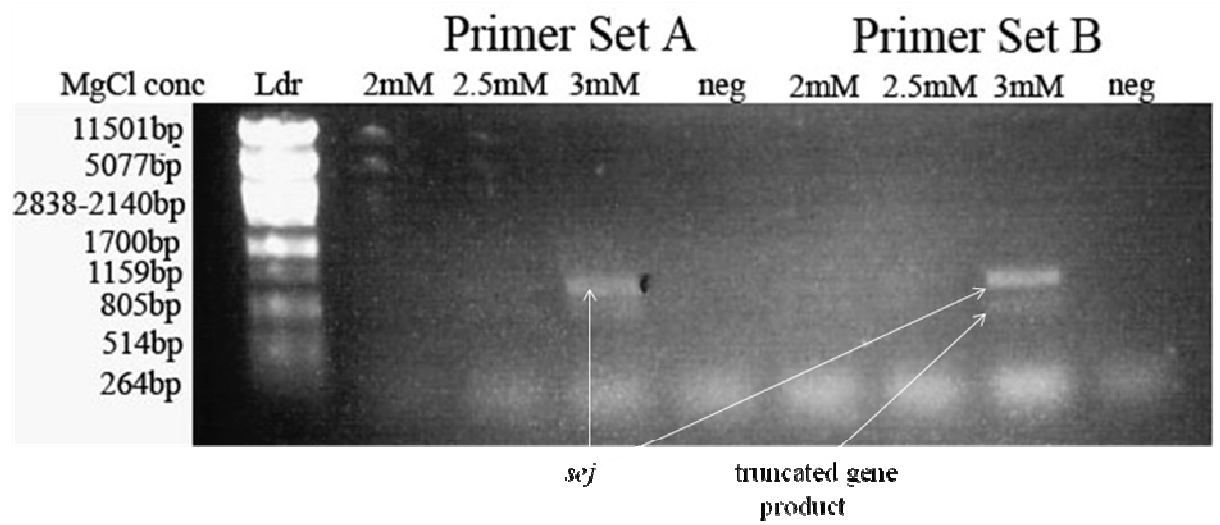 Primer Set A Primer Set B
MgCl conc Ldr 2mM 2.5mM 3mM neg 2mM 2.5mM 3mM neg
11501bp
5077bp
2838-2140bp
1700bp
1159bp
805bp
514bp
264bp
sej truncated gene
product